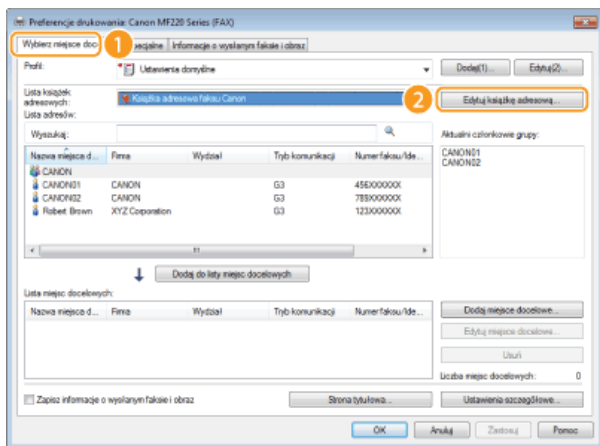 Preferencje drukowania: Canon MF220 Series (FAX)
Wybierz miejsce doc 1 ecjalne Informacje o wysłanym faksie i obraz
Profil: Ustawienia domyślne Dodaj(1)... Edytuj(2)...
Lista książek adresowych: Książka adresowa faksu Canon 2 Edytuj książkę adresową...
Lista adresów:
Wyszukaj: Aktualni członkowie grupy:
Nazwa miejsca d... Firma Wydział Tryb komunikacji Numer faksu/Ide...
CANON
CANON01 CANON G3 456XXXXXXX
CANON02 CANON G3 789XXXXXXX
Robert Brown XYZ Corporation G3 123XXXXXXX
CANON01
CANON02
Dodaj do listy miejsc docelowych
Lista miejsc docelowych:
Nazwa miejsca d... Firma Wydział Tryb komunikacji Numer faksu/Ide...
Dodaj miejsce docelowe...
Edytuj miejsce docelowe...
Usuń
Liczba miejsc docelowych: 0
Zapisz informacje o wysłanym faksie i obraz Strona tytułowa... Ustawienia szczegółowe...
OK Anuluj Zastosuj Pomoc